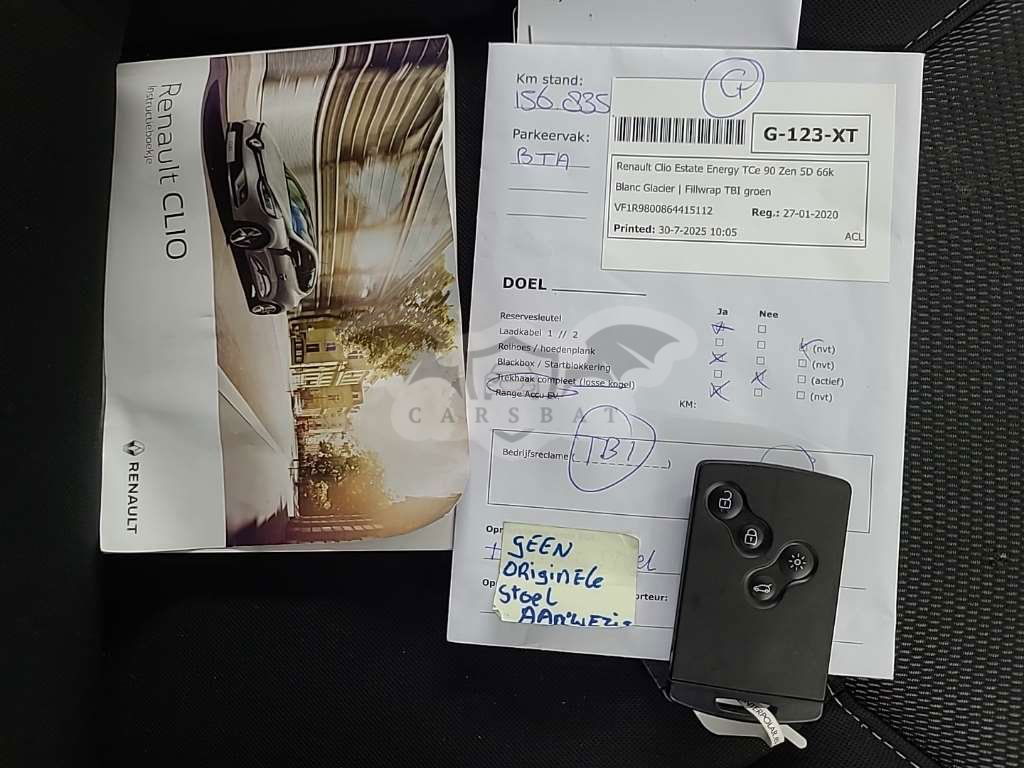 Renault CLIO
Instructieboekje
RENAULT
Km stand:
156.835
Parkeervak:
BTA
G
G-123-XT
Renault Clio Estate Energy TCe 90 Zen 5D 66k
Blanc Glacier | Fillwrap TBI groen
VF1R9800864415112 Reg.: 27-01-2020
Printed: 30-7-2025 10:05
ACL
DOEL
Ja Nee
Reservesleutel
Laadkabel 1 // 2 (nvt)
Rolhoes / hoedenplank (nvt)
Blackbox / Startblokkering (actief)
Trekhaak compleet (losse kogel) (nvt)
Range Accu EV KM:
CARSBAT
Bedrijfsreclame ( TBI )
GEEN
ORIGINELE
STOEL
AANWEZIG